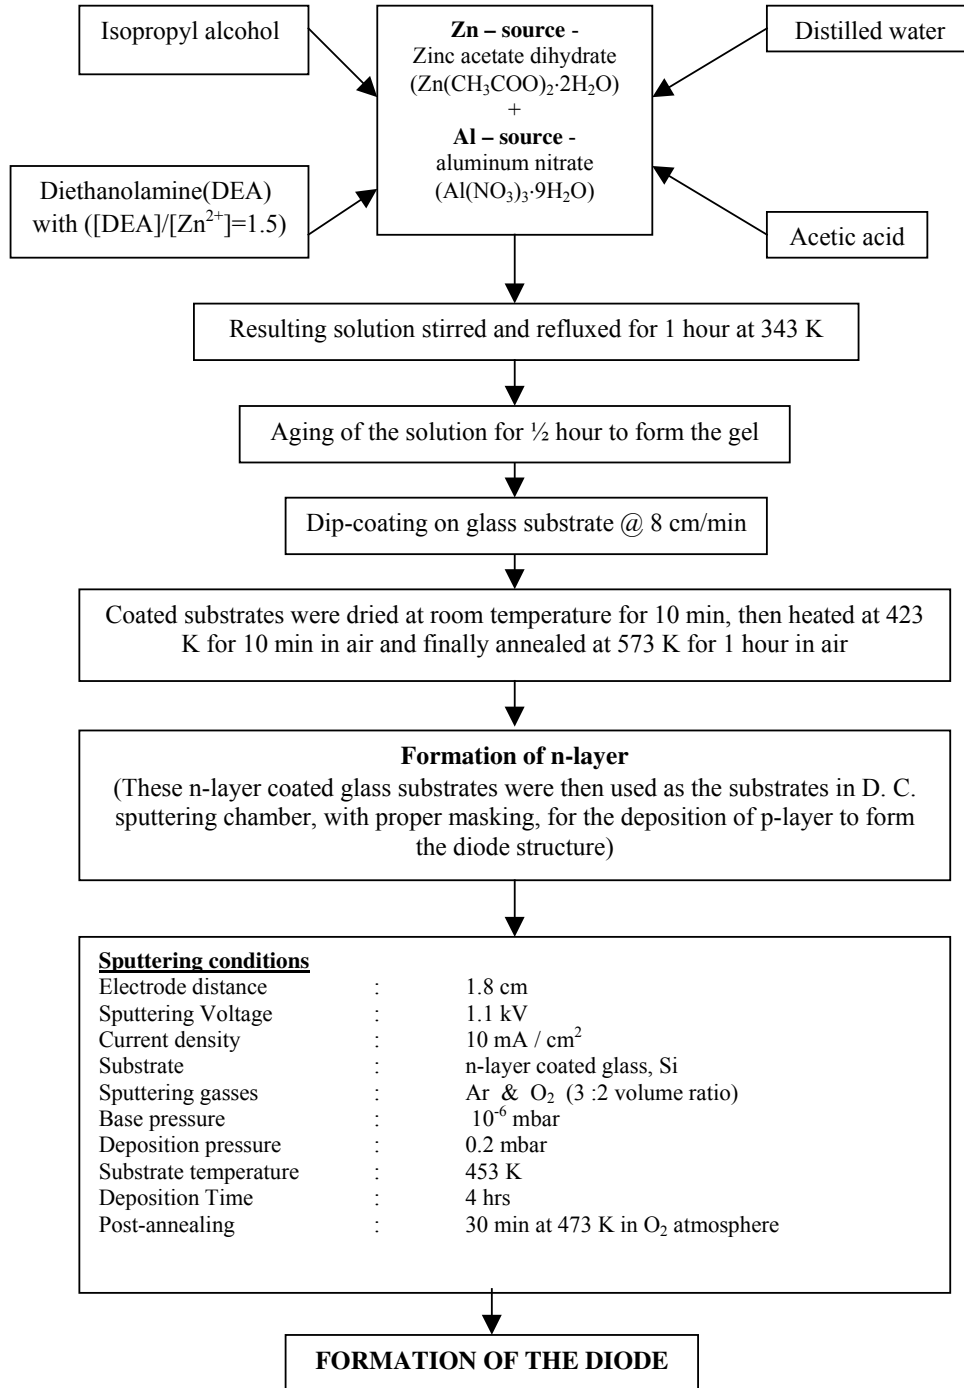 Isopropyl alcohol
Zn – source -
Zinc acetate dihydrate
(Zn(CH₃COO)₂·2H₂O)
+
Al – source -
aluminum nitrate
(Al(NO₃)₃·9H₂O)
Distilled water
Diethanolamine(DEA)
with ([DEA]/[Zn²⁺]=1.5)
Acetic acid
Resulting solution stirred and refluxed for 1 hour at 343 K
Aging of the solution for ½ hour to form the gel
Dip-coating on glass substrate @ 8 cm/min
Coated substrates were dried at room temperature for 10 min, then heated at 423
K for 10 min in air and finally annealed at 573 K for 1 hour in air
Formation of n-layer
(These n-layer coated glass substrates were then used as the substrates in D. C.
sputtering chamber, with proper masking, for the deposition of p-layer to form
the diode structure)
Sputtering conditions
Electrode distance : 1.8 cm
Sputtering Voltage : 1.1 kV
Current density : 10 mA / cm²
Substrate : n-layer coated glass, Si
Sputtering gasses : Ar & O₂ (3 :2 volume ratio)
Base pressure : 10⁻⁶ mbar
Deposition pressure : 0.2 mbar
Substrate temperature : 453 K
Deposition Time : 4 hrs
Post-annealing : 30 min at 473 K in O₂ atmosphere
FORMATION OF THE DIODE